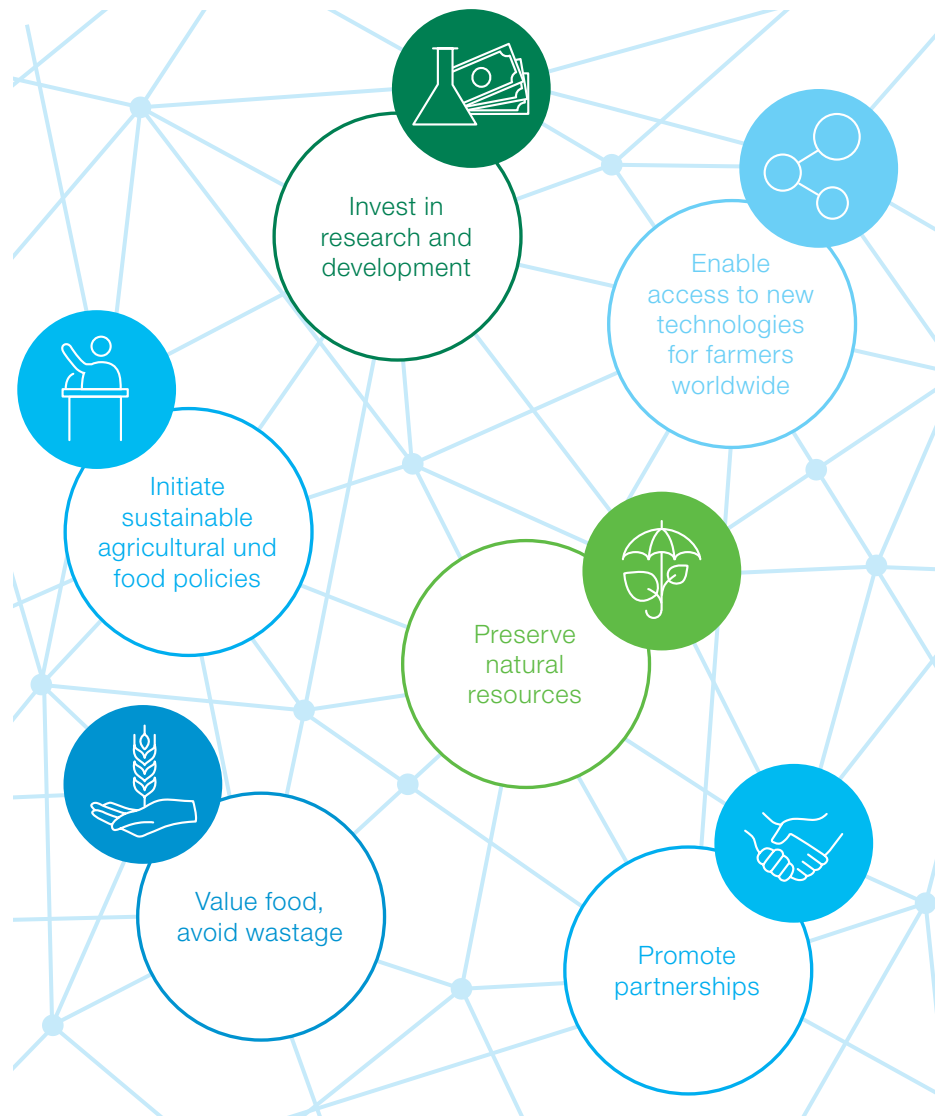 Invest in
research and
development
Enable
access to new
technologies
for farmers
worldwide
Initiate
sustainable
agricultural und
food policies
Preserve
natural
resources
Value food,
avoid wastage
Promote
partnerships